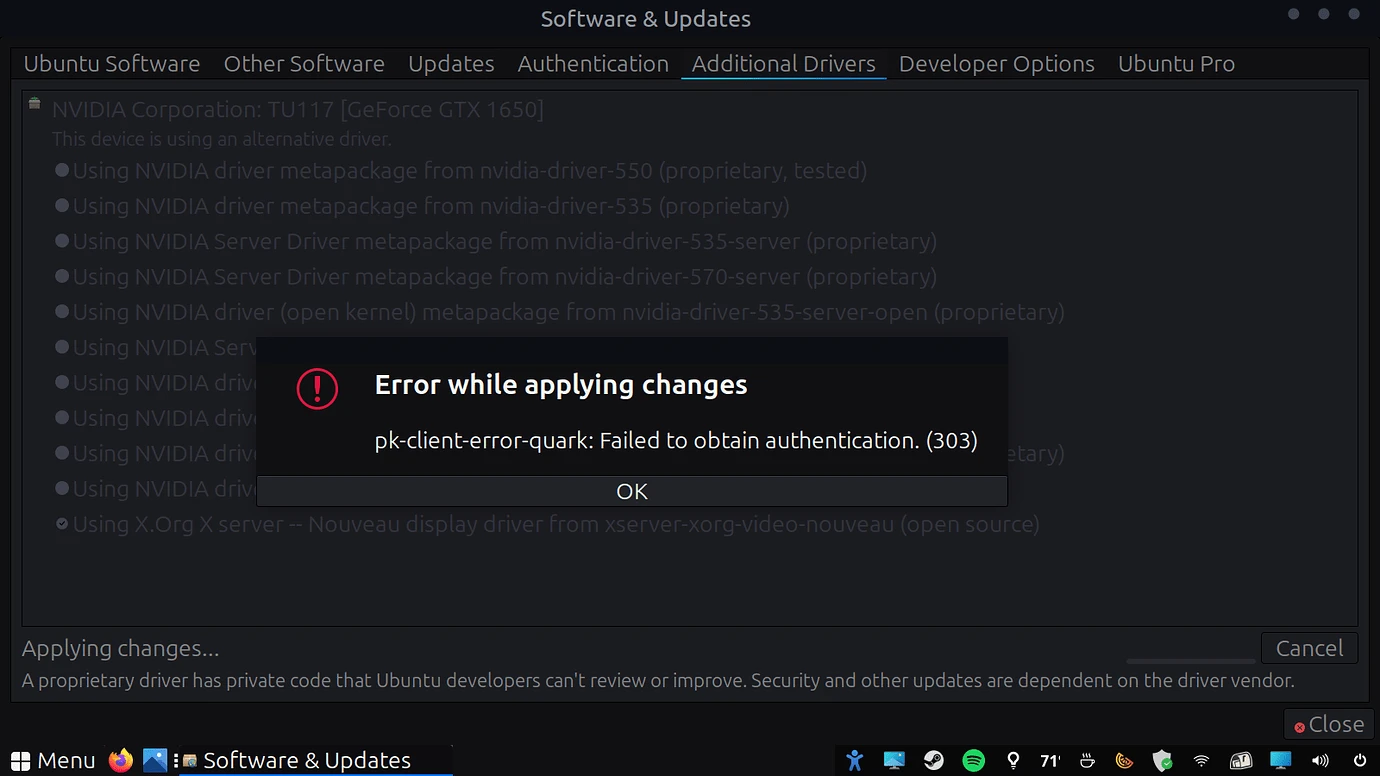 Software & Updates
Ubuntu Software Other Software Updates Authentication Additional Drivers Developer Options Ubuntu Pro
NVIDIA Corporation: TU117 [GeForce GTX 1650]
This device is using an alternative driver.
Using NVIDIA driver metapackage from nvidia-driver-550 (proprietary, tested)
Using NVIDIA driver metapackage from nvidia-driver-535 (proprietary)
Using NVIDIA Server Driver metapackage from nvidia-driver-535-server (proprietary)
Using NVIDIA Server Driver metapackage from nvidia-driver-570-server (proprietary)
Using NVIDIA driver (open kernel) metapackage from nvidia-driver-535-server-open (proprietary)
Using NVIDIA
Using NVIDIA
Using NVIDIA
Using NVIDIA
Using NVIDIA
Using X.Org X server -- Nouveau display driver from xserver-xorg-video-nouveau (open source)
Error while applying changes
pk-client-error-quark: Failed to obtain authentication. (303)
OK
Applying changes... Cancel
A proprietary driver has private code that Ubuntu developers can't review or improve. Security and other updates are dependent on the driver vendor.
Close
Menu Software & Updates 71°